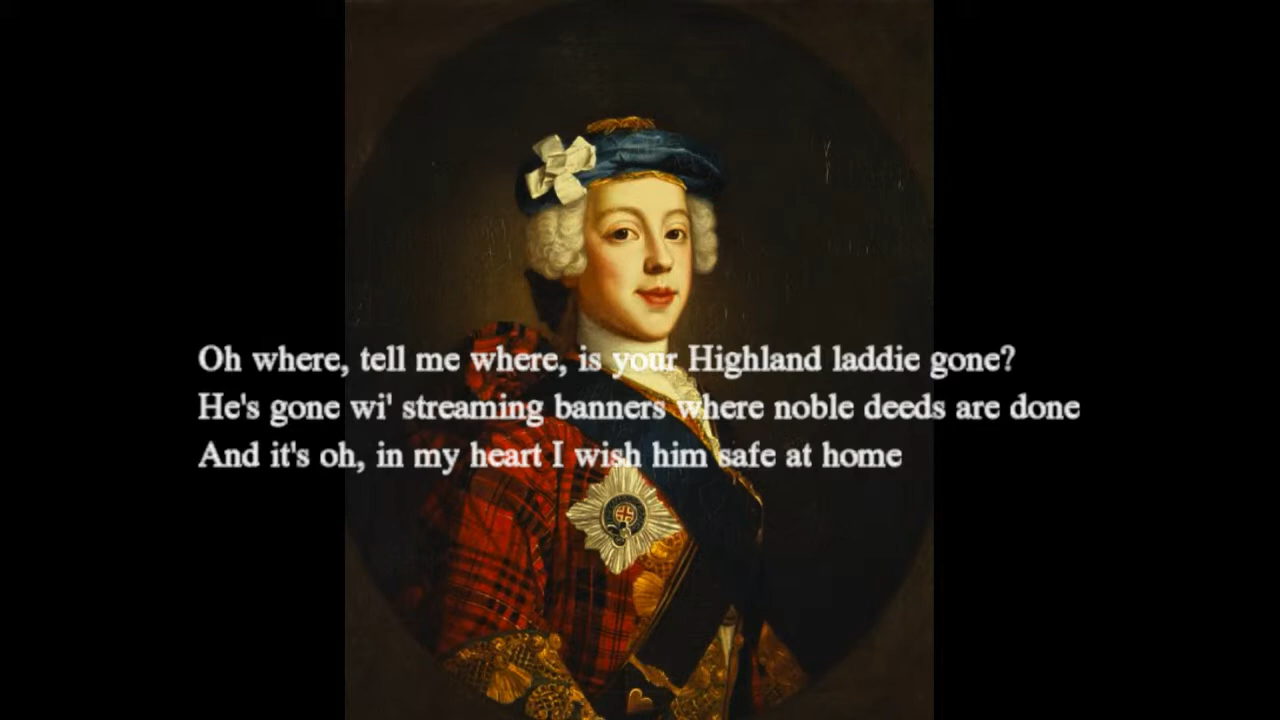 Oh where, tell me where, is your Highland laddie gone?
He's gone wi' streaming banners where noble deeds are done
And it's oh, in my heart I wish him safe at home